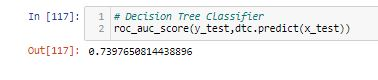 In [117]:
1 # Decision Tree Classifier
2 roc_auc_score(y_test,dtc.predict(x_test))
Out[117]: 0.7397650814438896